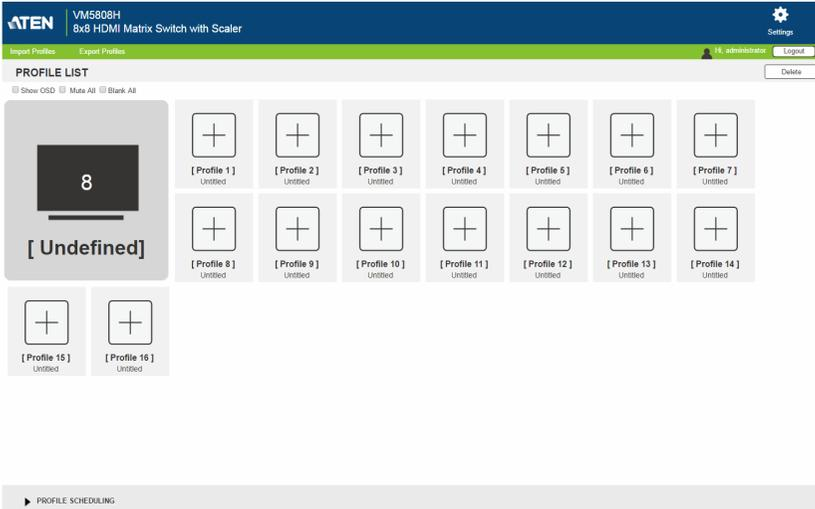 ATEN
VM5808H
8x8 HDMI Matrix Switch with Scaler
Settings
Import Profiles Export Profiles Hi, administrator Logout
PROFILE LIST Delete
Show OSD Mute All Blank All
8
[ Undefined]
[ Profile 1 ] [ Profile 2 ] [ Profile 3 ] [ Profile 4 ] [ Profile 5 ] [ Profile 6 ] [ Profile 7 ]
Untitled Untitled Untitled Untitled Untitled Untitled Untitled
[ Profile 8 ] [ Profile 9 ] [ Profile 10 ] [ Profile 11 ] [ Profile 12 ] [ Profile 13 ] [ Profile 14 ]
Untitled Untitled Untitled Untitled Untitled Untitled Untitled
[ Profile 15 ] [ Profile 16 ]
Untitled Untitled
PROFILE SCHEDULING